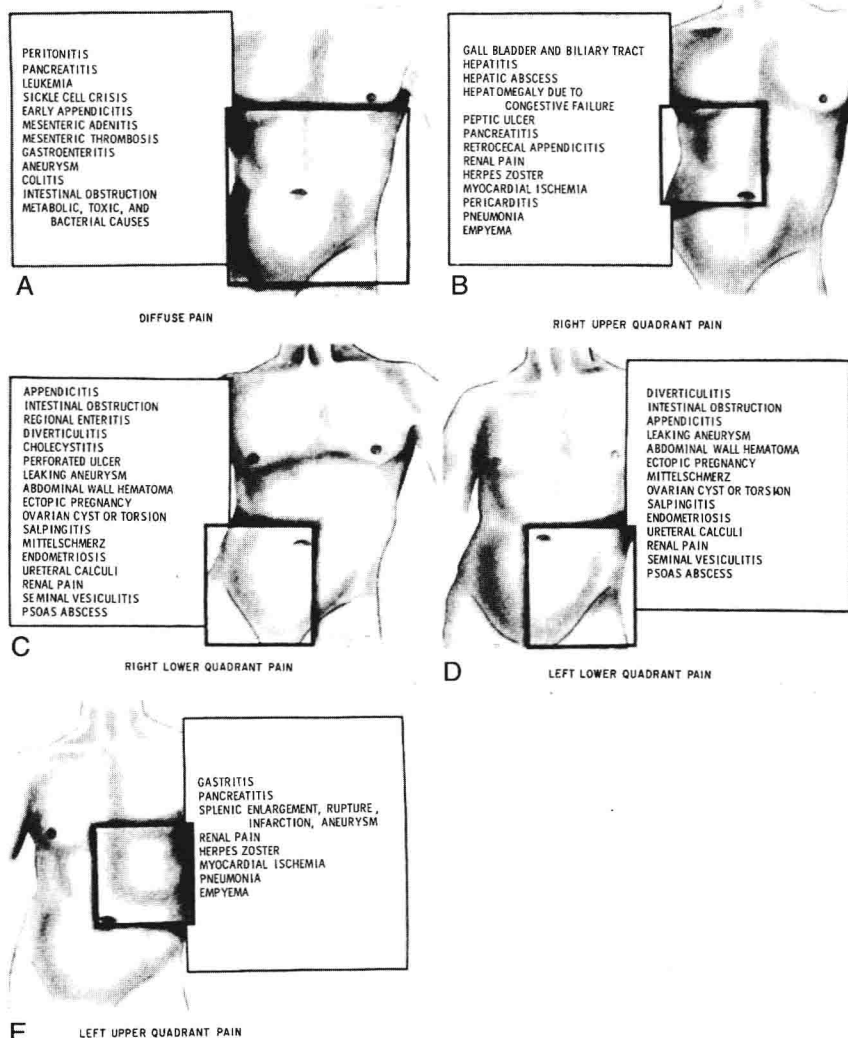 PERITONITIS
PANCREATITIS
LEUKEMIA
SICKLE CELL CRISIS
EARLY APPENDICITIS
MESENTERIC ADENITIS
MESENTERIC THROMBOSIS
GASTROENTERITIS
ANEURYSM
COLITIS
INTESTINAL OBSTRUCTION
METABOLIC, TOXIC, AND
BACTERIAL CAUSES
A
DIFFUSE PAIN
GALL BLADDER AND BILIARY TRACT
HEPATITIS
HEPATIC ABSCESS
HEPATOMEGALY DUE TO
CONGESTIVE FAILURE
PEPTIC ULCER
PANCREATITIS
RETROCECAL APPENDICITIS
RENAL PAIN
HERPES ZOSTER
MYOCARDIAL ISCHEMIA
PERICARDITIS
PNEUMONIA
EMPYEMA
B
RIGHT UPPER QUADRANT PAIN
APPENDICITIS
INTESTINAL OBSTRUCTION
REGIONAL ENTERITIS
DIVERTICULITIS
CHOLECYSTITIS
PERFORATED ULCER
LEAKING ANEURYSM
ABDOMINAL WALL HEMATOMA
ECTOPIC PREGNANCY
OVARIAN CYST OR TORSION
SALPINGITIS
MITTELSCHMERZ
ENDOMETRIOSIS
URETERAL CALCULI
RENAL PAIN
SEMINAL VESICULITIS
PSOAS ABSCESS
C
RIGHT LOWER QUADRANT PAIN
DIVERTICULITIS
INTESTINAL OBSTRUCTION
APPENDICITIS
LEAKING ANEURYSM
ABDOMINAL WALL HEMATOMA
ECTOPIC PREGNANCY
MITTELSCHMERZ
OVARIAN CYST OR TORSION
SALPINGITIS
ENDOMETRIOSIS
URETERAL CALCULI
RENAL PAIN
SEMINAL VESICULITIS
PSOAS ABSCESS
D
LEFT LOWER QUADRANT PAIN
GASTRITIS
PANCREATITIS
SPLENIC ENLARGEMENT, RUPTURE,
INFARCTION, ANEURYSM
RENAL PAIN
HERPES ZOSTER
MYOCARDIAL ISCHEMIA
PNEUMONIA
EMPYEMA
E
LEFT UPPER QUADRANT PAIN